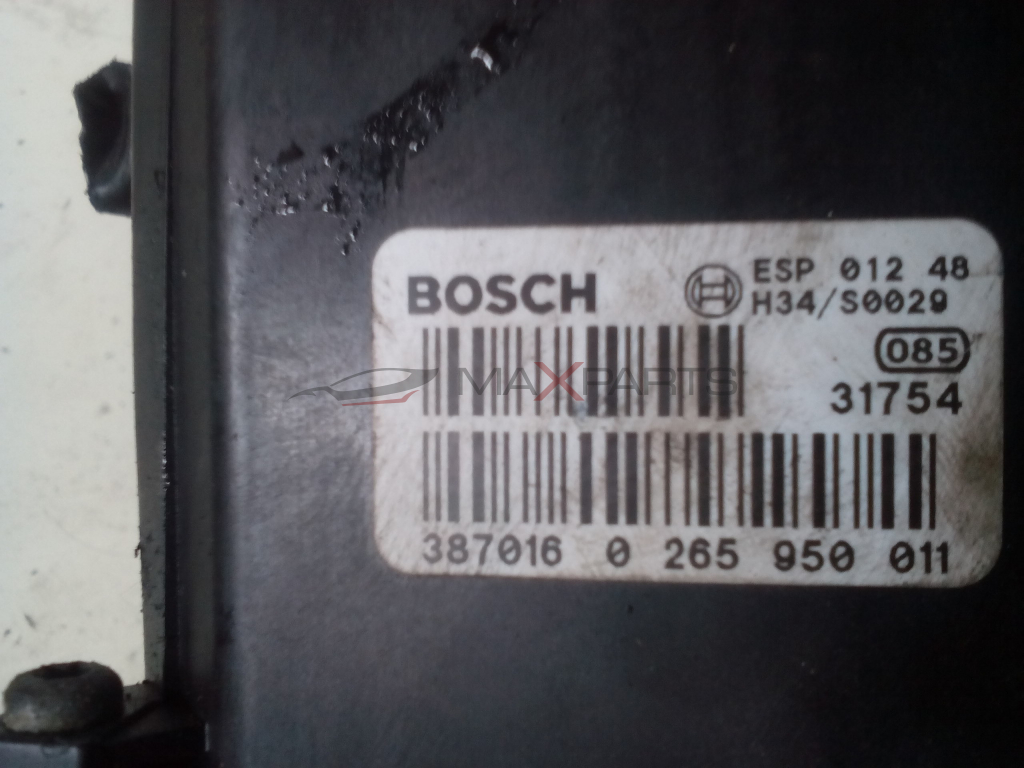 BOSCH
ESP 012 48
H34/S0029
085
MAXPARTS
31754
387016 0 265 950 011